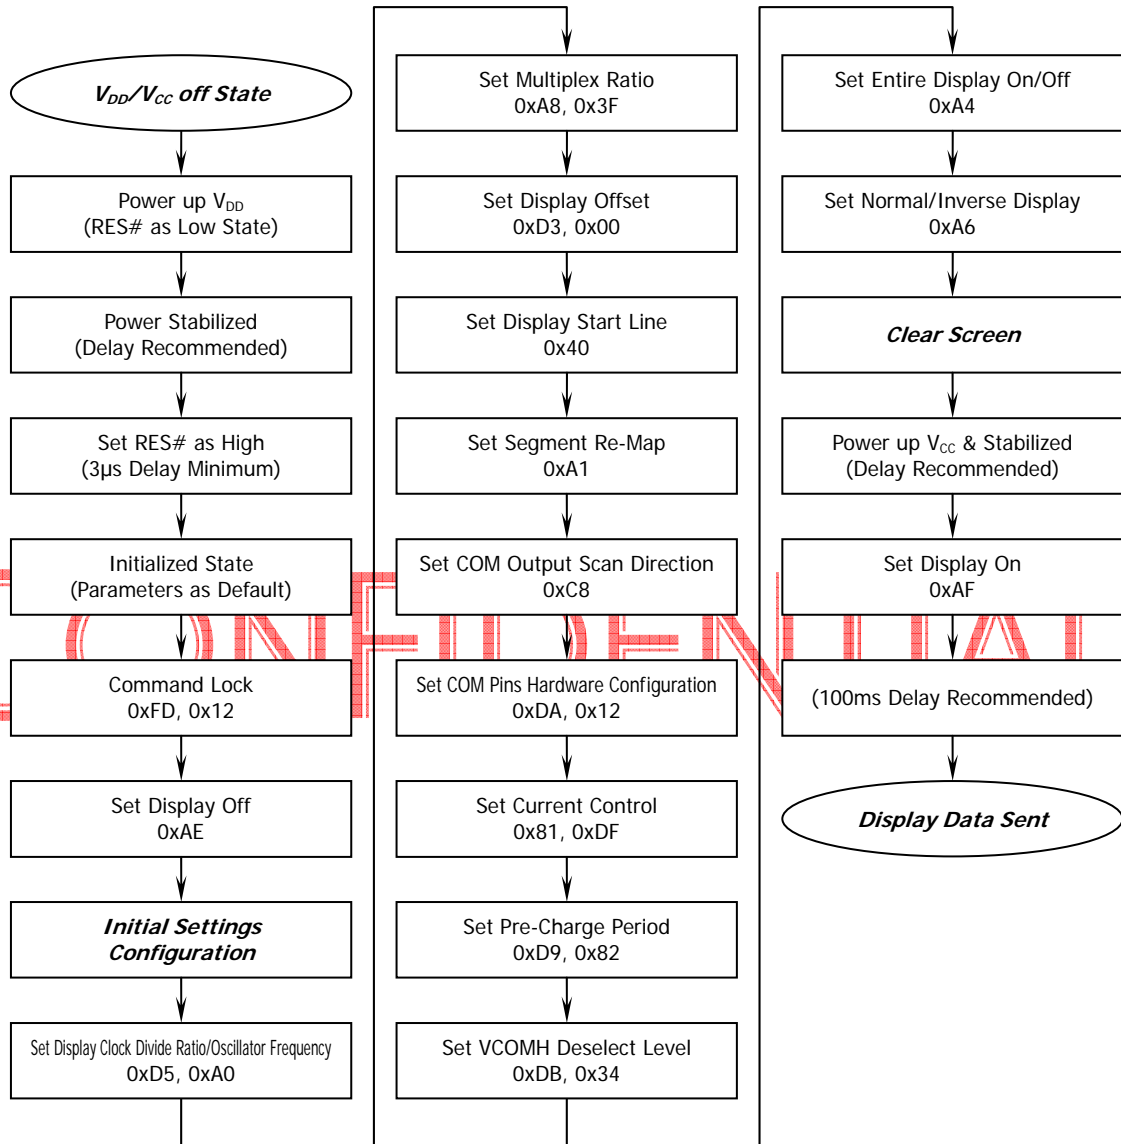 V_DD/V_CC off State
Power up V_DD
(RES# as Low State)
Power Stabilized
(Delay Recommended)
Set RES# as High
(3µs Delay Minimum)
Initialized State
(Parameters as Default)
Command Lock
0xFD, 0x12
Set Display Off
0xAE
Initial Settings
Configuration
Set Display Clock Divide Ratio/Oscillator Frequency
0xD5, 0xA0
Set Multiplex Ratio
0xA8, 0x3F
Set Display Offset
0xD3, 0x00
Set Display Start Line
0x40
Set Segment Re-Map
0xA1
Set COM Output Scan Direction
0xC8
Set COM Pins Hardware Configuration
0xDA, 0x12
Set Current Control
0x81, 0xDF
Set Pre-Charge Period
0xD9, 0x82
Set VCOMH Deselect Level
0xDB, 0x34
Set Entire Display On/Off
0xA4
Set Normal/Inverse Display
0xA6
Clear Screen
Power up V_CC & Stabilized
(Delay Recommended)
Set Display On
0xAF
(100ms Delay Recommended)
Display Data Sent
CONFIDENTIAL